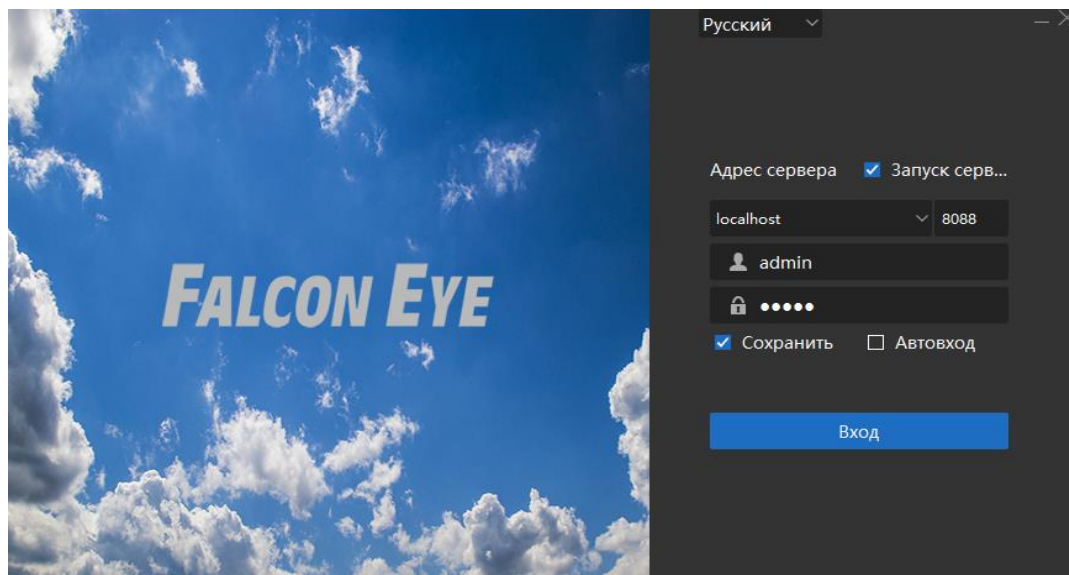 Русский
Адрес сервера Запуск серв...
localhost 8088
admin
FALCON EYE
Сохранить Автовход
Вход